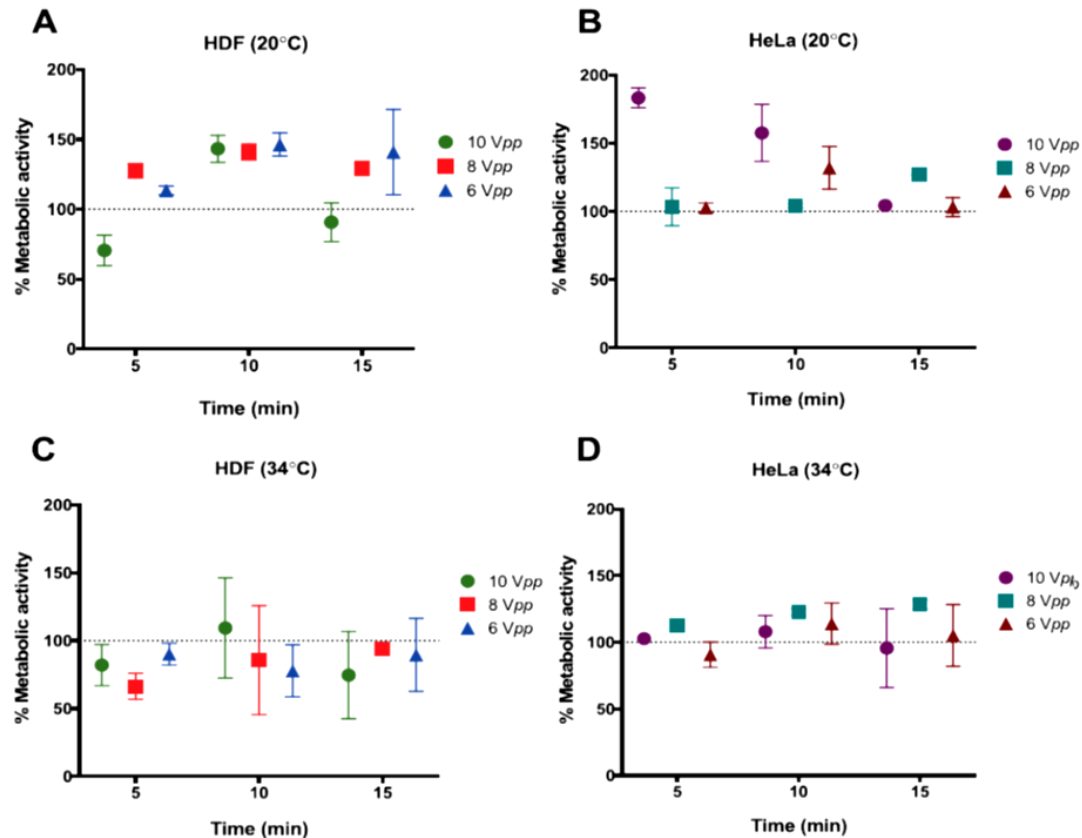 A
HDF (20°C)
% Metabolic activity
200
150
100
50
0
5
10
15
Time (min)
10 Vpp
8 Vpp
6 Vpp
B
HeLa (20°C)
% Metabolic activity
200
150
100
50
0
5
10
15
Time (min)
10 Vpp
8 Vpp
6 Vpp
C
HDF (34°C)
% Metabolic activity
200
150
100
50
0
5
10
15
Time (min)
10 Vpp
8 Vpp
6 Vpp
D
HeLa (34°C)
% Metabolic activity
200
150
100
50
0
5
10
15
Time (min)
10
8 Vpp
6 Vpp